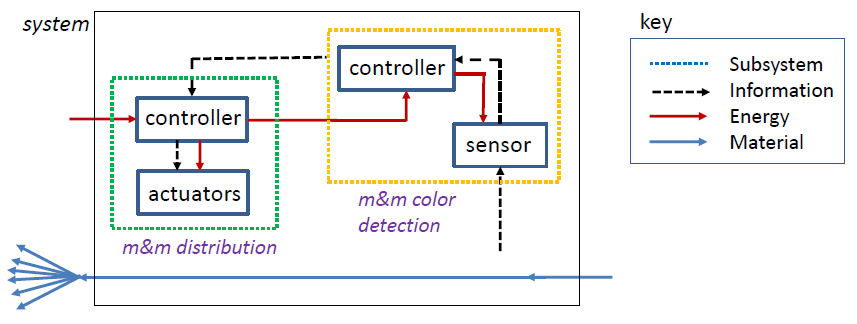 system
key
controller
Subsystem
Information
controller
Energy
sensor
Material
actuators
m&m color
detection
m&m distribution